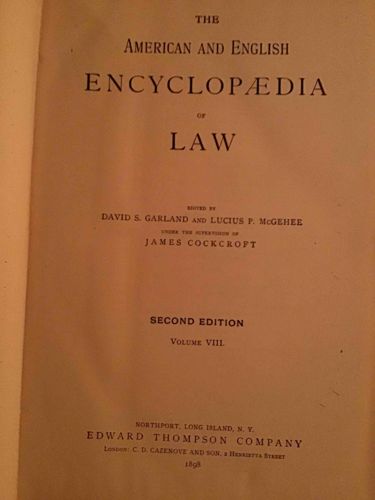 THE
AMERICAN AND ENGLISH
ENCYCLOPÆDIA
OF
LAW
EDITED BY
DAVID S. GARLAND AND LUCIUS P. McGEHEE
UNDER THE SUPERVISION OF
JAMES COCKCROFT
SECOND EDITION
VOLUME VIII.
NORTHPORT, LONG ISLAND, N. Y.
EDWARD THOMPSON COMPANY
LONDON: C. D. CAZENOVE AND SON, 2 HENRIETTA STREET
1898